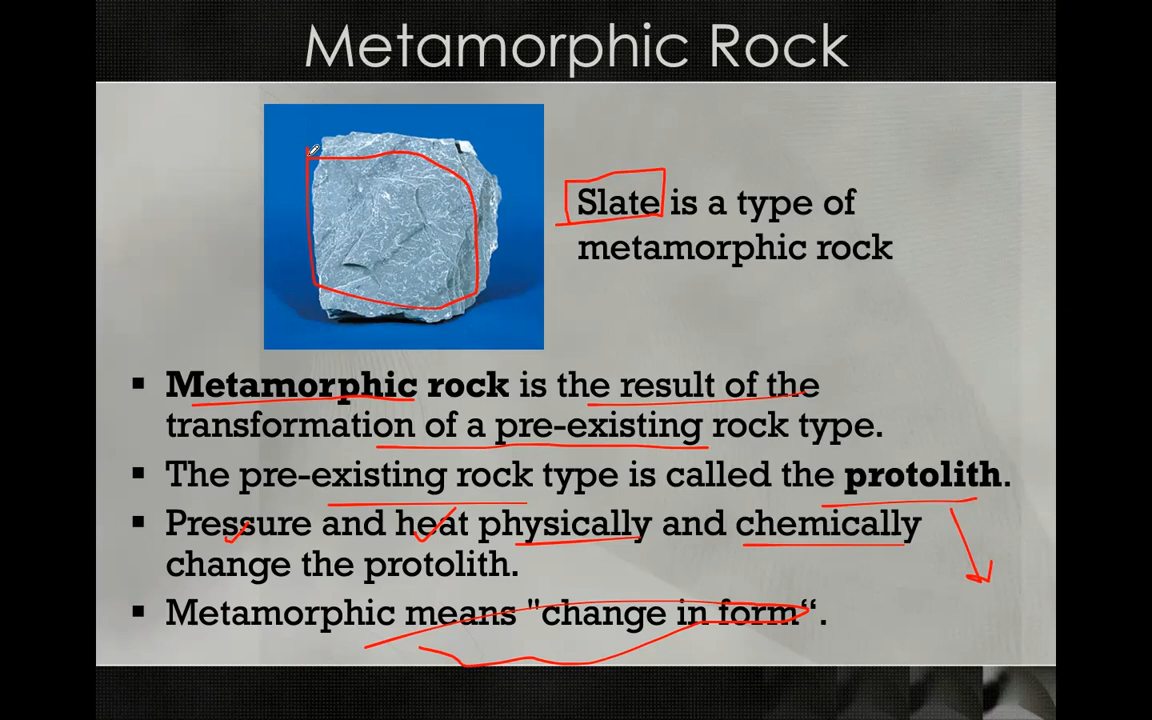 Metamorphic Rock
Slate is a type of
metamorphic rock
▪ Metamorphic rock is the result of the
transformation of a pre-existing rock type.
▪ The pre-existing rock type is called the protolith.
▪ Pressure and heat physically and chemically
change the protolith.
▪ Metamorphic means "change in form“.